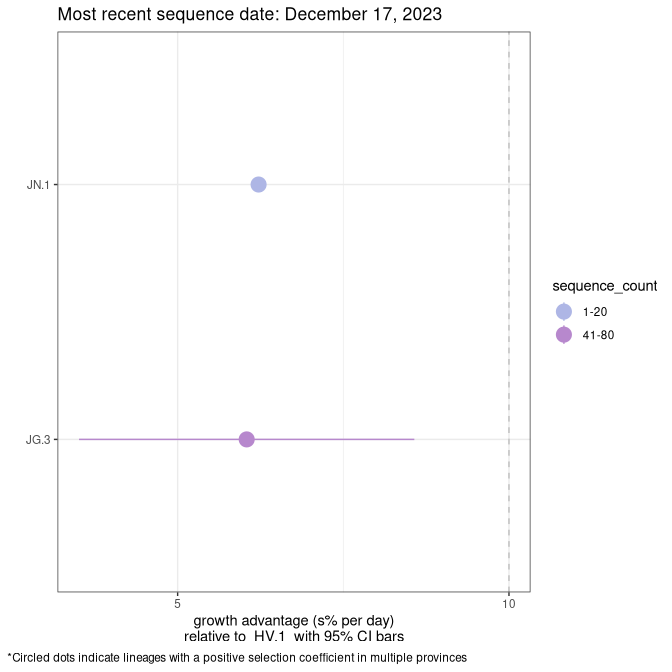 Most recent sequence date: December 17, 2023
JN.1
JG.3
sequence_count
1-20
41-80
5
10
growth advantage (s% per day)
relative to  HV.1  with 95% CI bars
*Circled dots indicate lineages with a positive selection coefficient in multiple provinces